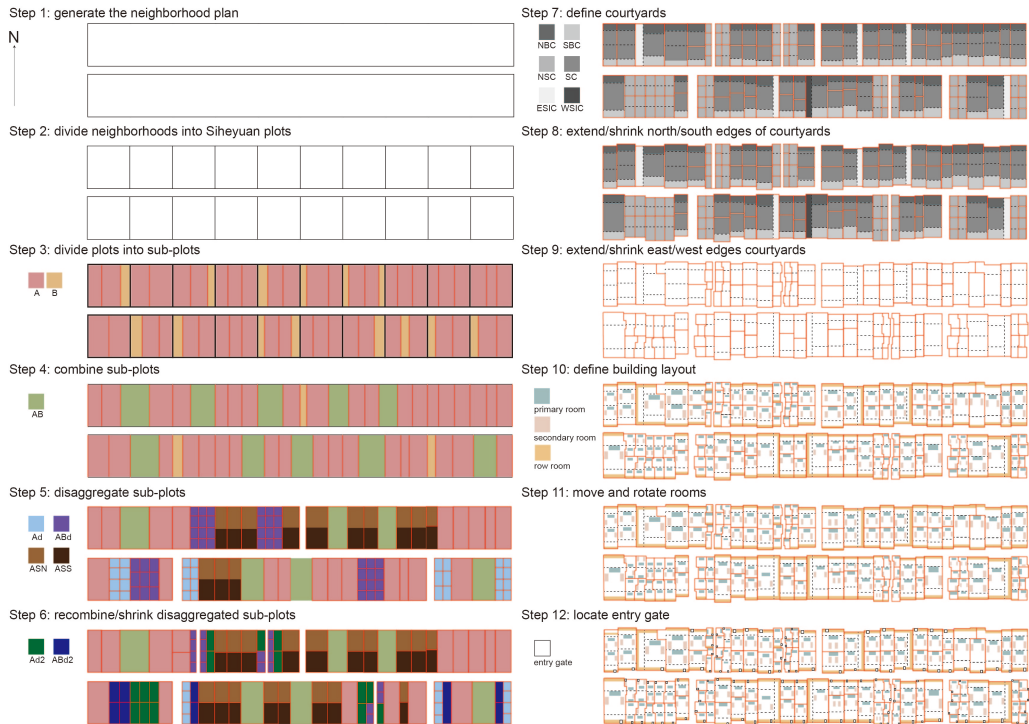 Step 1: generate the neighborhood plan
N
Step 2: divide neighborhoods into Siheyuan plots
Step 3: divide plots into sub-plots
A B
Step 4: combine sub-plots
AB
Step 5: disaggregate sub-plots
Ad ABd
ASN ASS
Step 6: recombine/shrink disaggregated sub-plots
Ad2 ABd2
Step 7: define courtyards
NBC SBC
NSC SC
ESIC WSIC
Step 8: extend/shrink north/south edges of courtyards
Step 9: extend/shrink east/west edges courtyards
Step 10: define building layout
primary room
secondary room
row room
Step 11: move and rotate rooms
Step 12: locate entry gate
entry gate